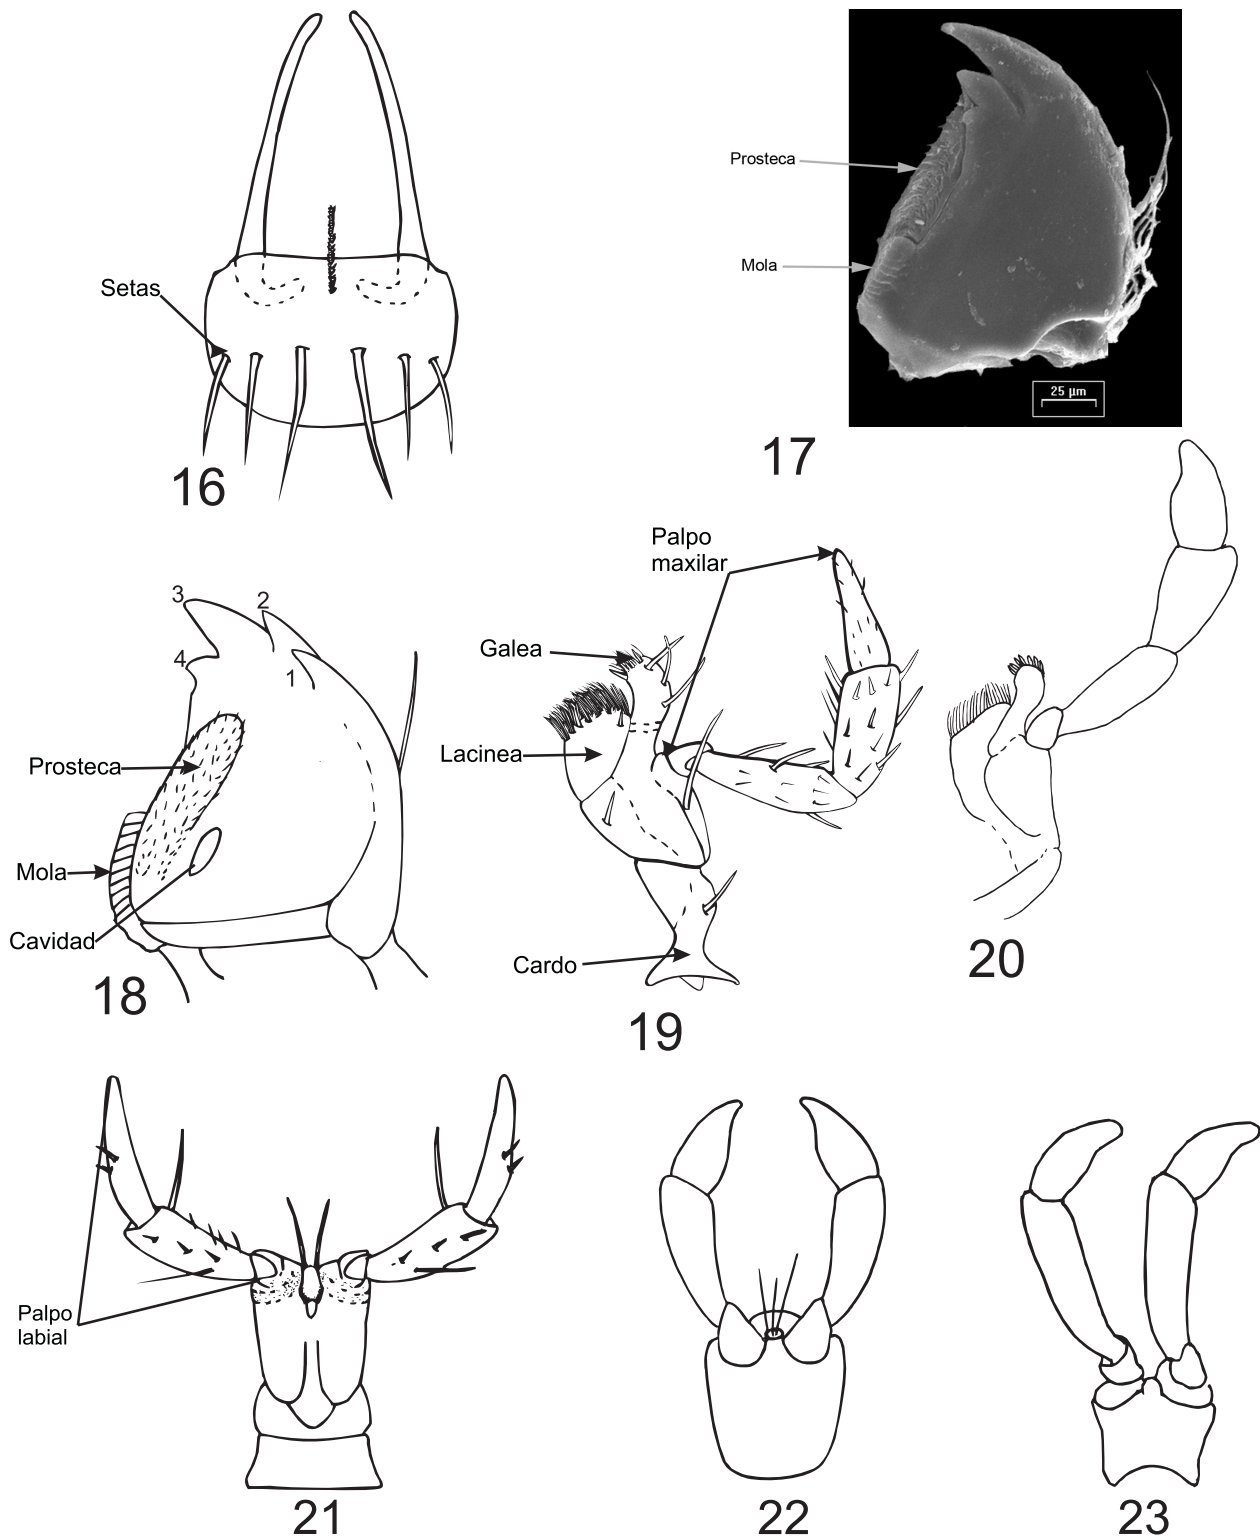 Setas
16
Prosteca
Mola
25 µm
17
3
2
4
1
Prosteca
Mola
Cavidad
18
Palpo
maxilar
Galea
Lacinea
Cardo
19
20
Palpo
labial
21
22
23